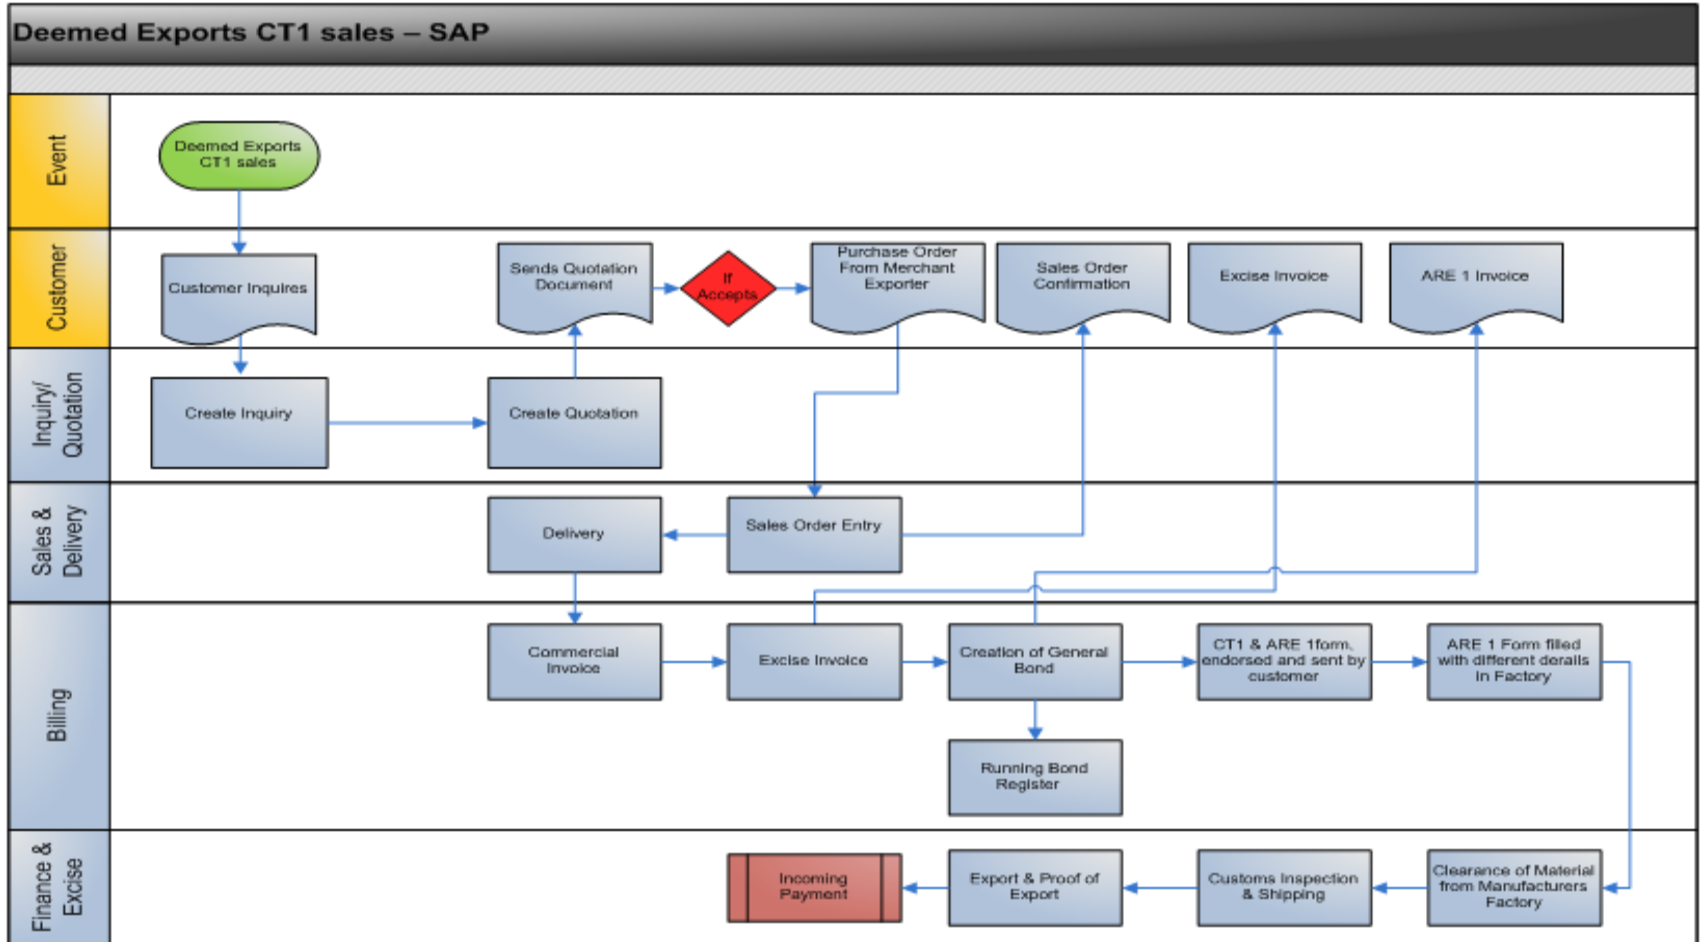 Deemed Exports CT1 sales – SAP
Event
Deemed Exports
CT1 sales
Customer
Customer Inquires
Sends Quotation
Document
If
Accepts
Purchase Order
From Merchant
Exporter
Sales Order
Confirmation
Excise Invoice
ARE 1 Invoice
Inquiry/
Quotation
Create Inquiry
Create Quotation
Sales &
Delivery
Delivery
Sales Order Entry
Billing
Commercial
Invoice
Excise Invoice
Creation of General
Bond
CT1 & ARE 1form,
endorsed and sent by
customer
ARE 1 Form filled
with different derails
in Factory
Running Bond
Register
Finance &
Excise
Incoming
Payment
Export & Proof of
Export
Customs Inspection
& Shipping
Clearance of Material
from Manufacturers
Factory